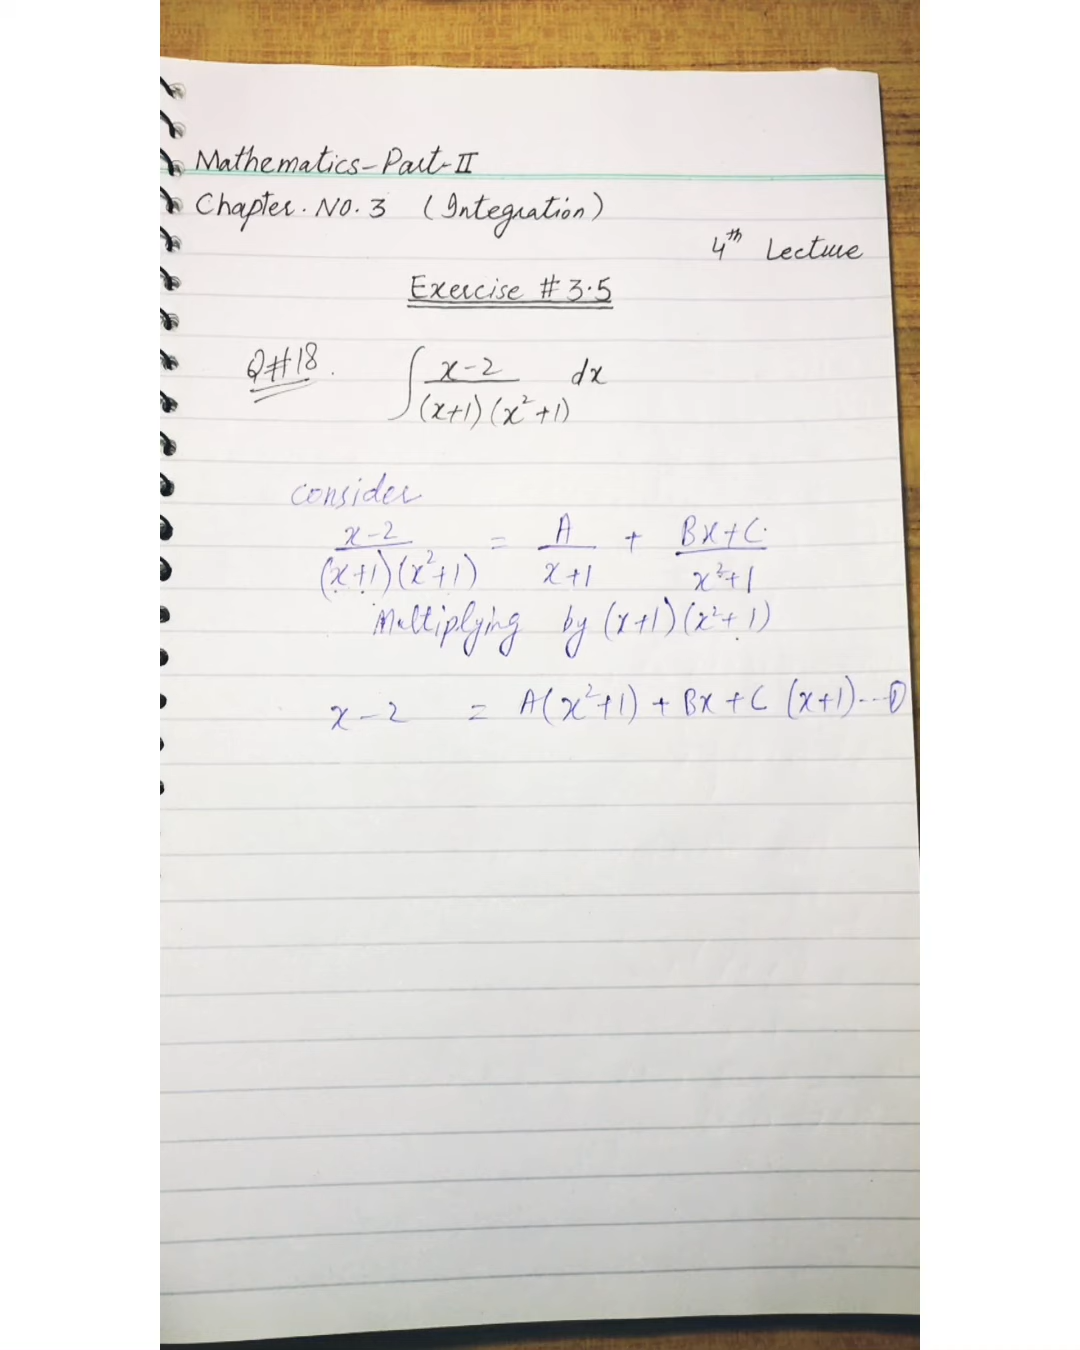 Mathematics-Part-II
Chapter. NO. 3 (Integration)
4th Lecture
Exercise # 3.5
Q#18. ∫ x-2 / (x+1)(x²+1) dx
consider
x-2 / (x+1)(x²+1) = A / x+1 + Bx+C / x²+1
Multiplying by (x+1)(x²+1)
x-2 = A(x²+1) + Bx+C (x+1)---①